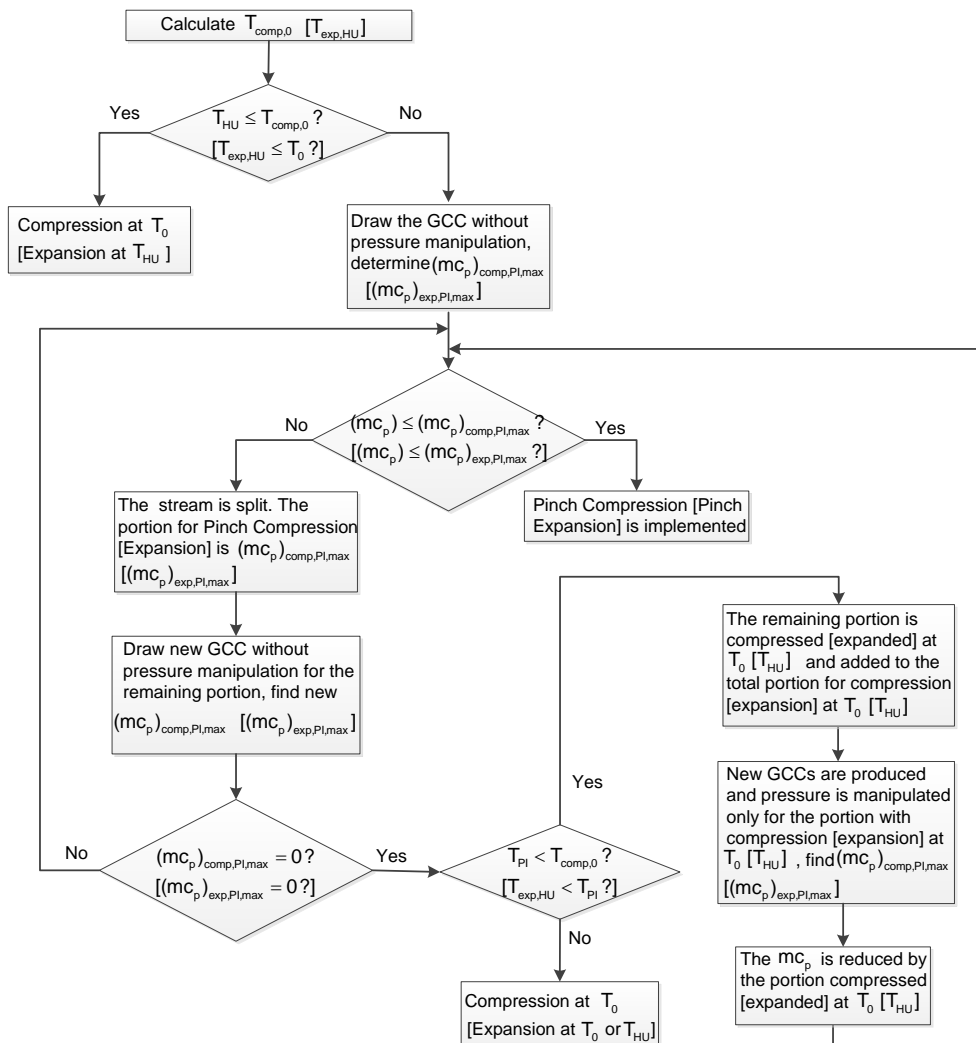 Calculate T_comp,0 [T_exp,HU]
Yes
No
T_HU ≤ T_comp,0 ?
[T_exp,HU ≤ T_0 ?]
Compression at T_0
[Expansion at T_HU ]
Draw the GCC without
pressure manipulation,
determine (mc_p)_comp,PI,max
[(mc_p)_exp,PI,max]
No
(mc_p) ≤ (mc_p)_comp,PI,max ?
[(mc_p) ≤ (mc_p)_exp,PI,max ?]
Yes
The stream is split. The
portion for Pinch Compression
[Expansion] is (mc_p)_comp,PI,max
[(mc_p)_exp,PI,max]
Pinch Compression [Pinch
Expansion] is implemented
Draw new GCC without
pressure manipulation for the
remaining portion, find new
(mc_p)_comp,PI,max [(mc_p)_exp,PI,max]
The remaining portion is
compressed [expanded] at
T_0 [T_HU] and added to the
total portion for compression
[expansion] at T_0 [T_HU]
Yes
New GCCs are produced
and pressure is manipulated
only for the portion with
compression [expansion] at
T_0 [T_HU] , find (mc_p)_comp,PI,max
[(mc_p)_exp,PI,max]
No
(mc_p)_comp,PI,max = 0 ?
[(mc_p)_exp,PI,max = 0 ?]
Yes
T_PI < T_comp,0 ?
[T_exp,HU < T_PI ?]
No
The mc_p is reduced by
the portion compressed
[expanded] at T_0 [T_HU]
Compression at T_0
[Expansion at T_0 or T_HU]